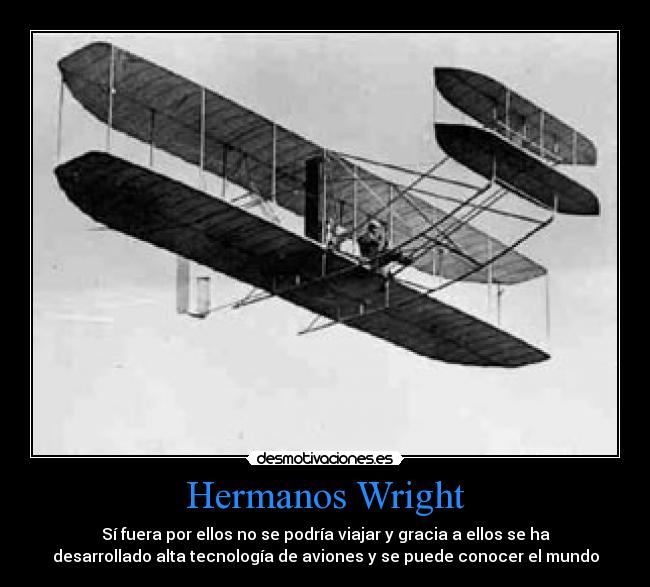 desmotivaciones.es
Hermanos Wright
Sí fuera por ellos no se podría viajar y gracia a ellos se ha
desarrollado alta tecnología de aviones y se puede conocer el mundo